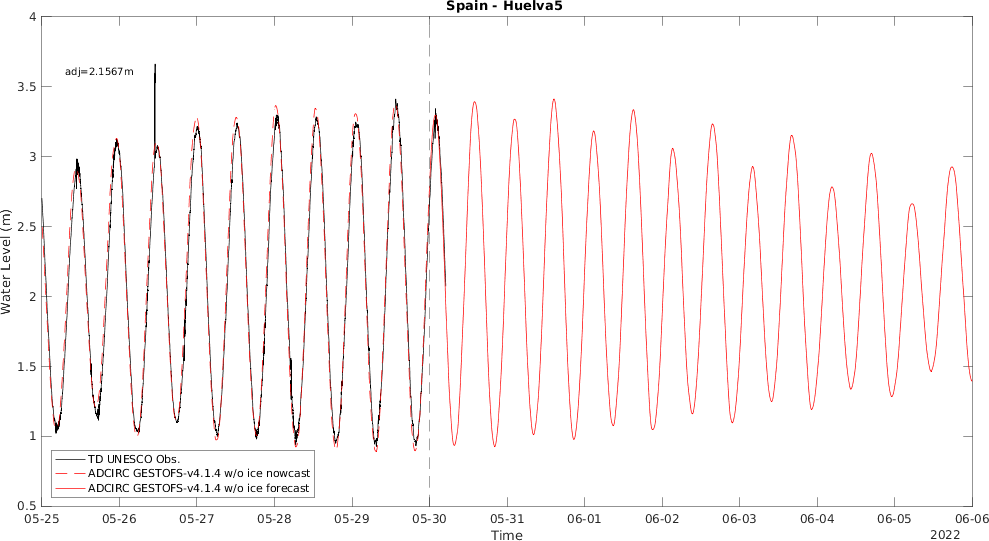 Spain - Huelva5
4
adj=2.1567m
3.5
3
2.5
Water Level (m)
2
1.5
1
0.5
TD UNESCO Obs.
ADCIRC GESTOFS-v4.1.4 w/o ice nowcast
ADCIRC GESTOFS-v4.1.4 w/o ice forecast
05-25 05-26 05-27 05-28 05-29 05-30 05-31 06-01 06-02 06-03 06-04 06-05 06-06
Time
2022